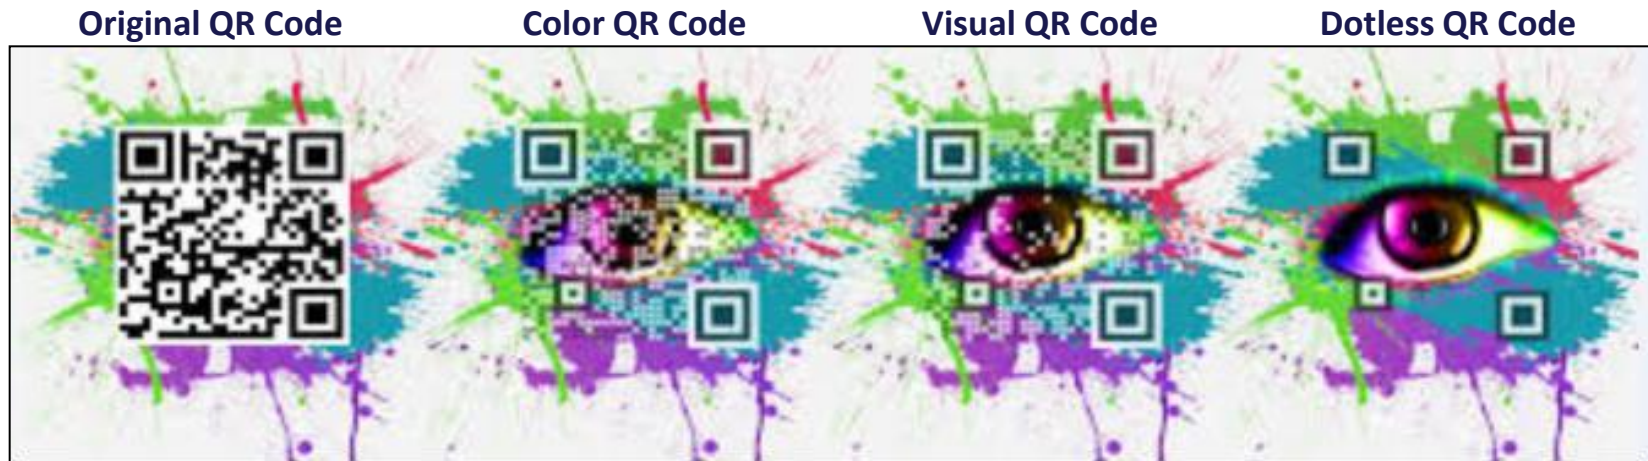 Original QR Code
Color QR Code
Visual QR Code
Dotless QR Code